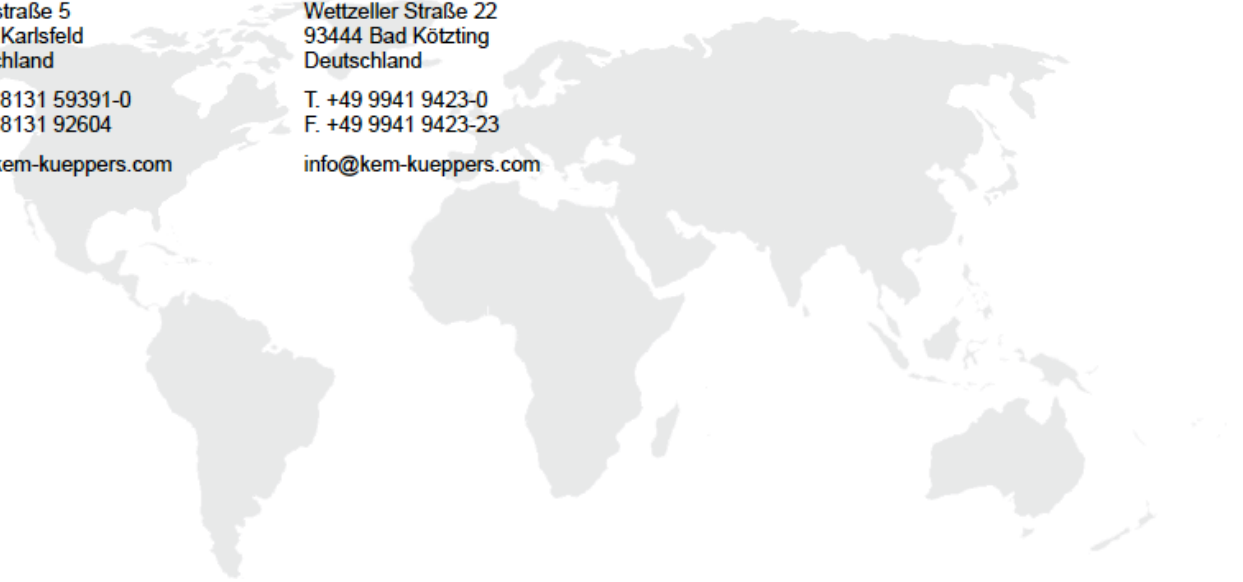 straße 5
Karlsfeld
hland
8131 59391-0
8131 92604
kem-kueppers.com
Wettzeller Straße 22
93444 Bad Kötzting
Deutschland
T. +49 9941 9423-0
F. +49 9941 9423-23
info@kem-kueppers.com